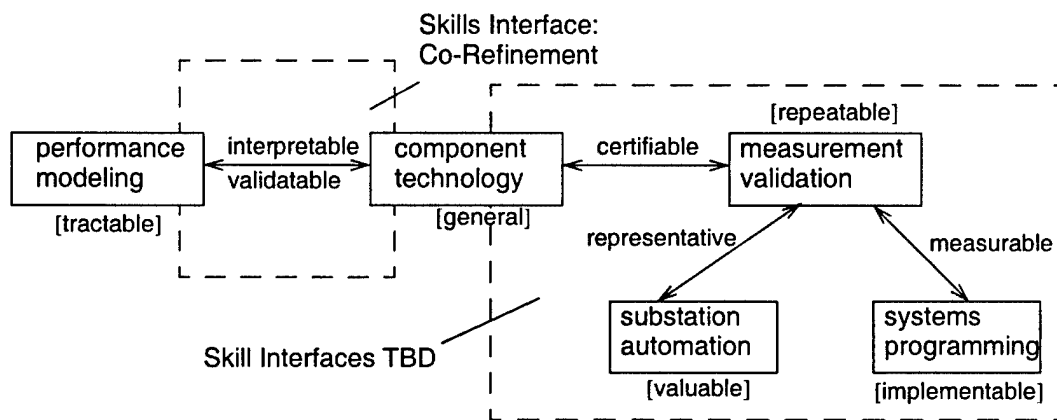 Skills Interface:
Co-Refinement
[repeatable]
performance
modeling
interpretable
validatable
component
technology
certifiable
measurement
validation
[tractable]
[general]
representative
measurable
substation
automation
systems
programming
Skill Interfaces TBD
[valuable]
[implementable]